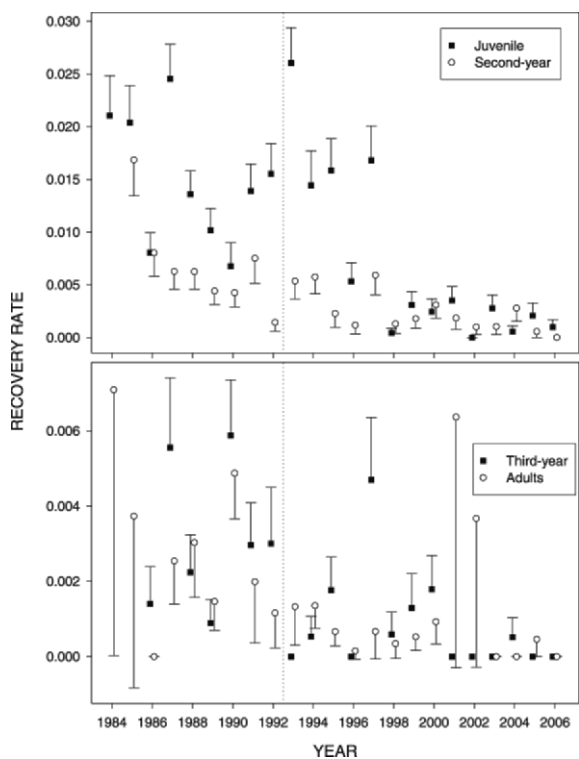 0.030
0.025
0.020
0.015
0.010
0.005
0.000
Juvenile
Second-year
RECOVERY RATE
0.006
0.004
0.002
0.000
Third-year
Adults
1984 1986 1988 1990 1992 1994 1996 1998 2000 2002 2004 2006
YEAR